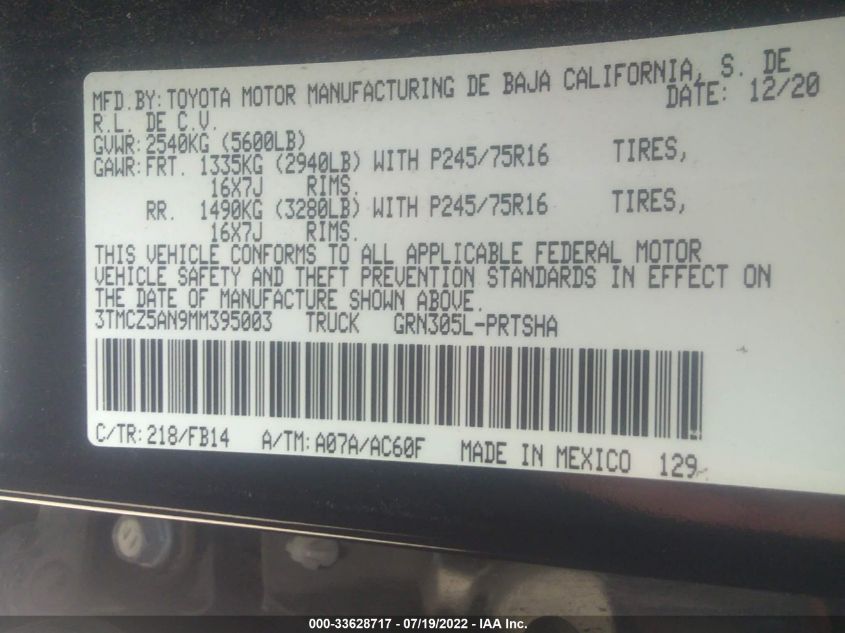 MFD.BY:TOYOTA MOTOR MANUFACTURING DE BAJA CALIFORNIA, S. DE
R.L. DE C.V. DATE: 12/20
GVWR:2540KG (5600LB)
GAWR:FRT. 1335KG (2940LB) WITH P245/75R16 TIRES,
16X7J RIMS.
RR. 1490KG (3280LB) WITH P245/75R16 TIRES,
16X7J RIMS.
THIS VEHICLE CONFORMS TO ALL APPLICABLE FEDERAL MOTOR
VEHICLE SAFETY AND THEFT PREVENTION STANDARDS IN EFFECT ON
THE DATE OF MANUFACTURE SHOWN ABOVE.
3TMCZ5AN9MM395003 TRUCK GRN305L-PRTSHA
C/TR:218/FB14 A/TM:A07A/AC60F MADE IN MEXICO 129
000-33628717 - 07/19/2022 - IAA Inc.